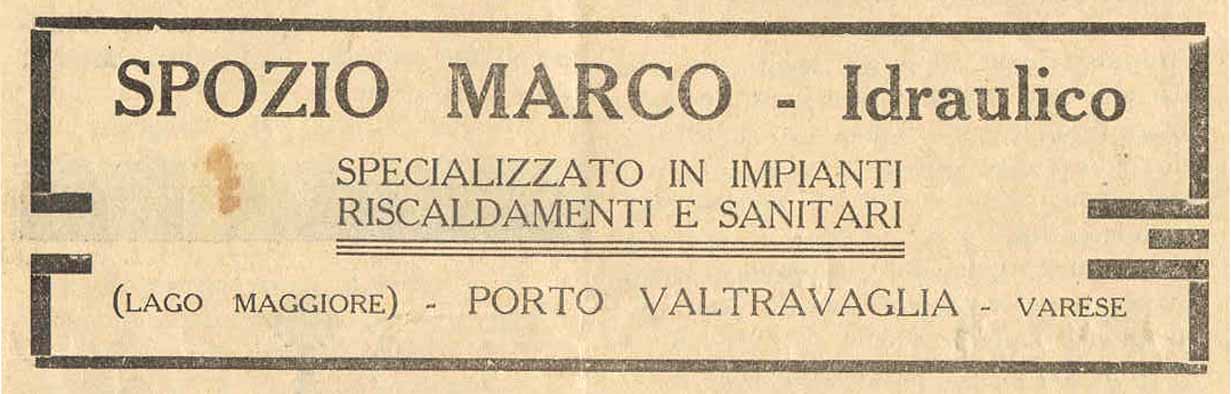 SPOZIO MARCO - Idraulico
SPECIALIZZATO IN IMPIANTI
RISCALDAMENTI E SANITARI
(LAGO MAGGIORE) - PORTO VALTRAVAGLIA - VARESE